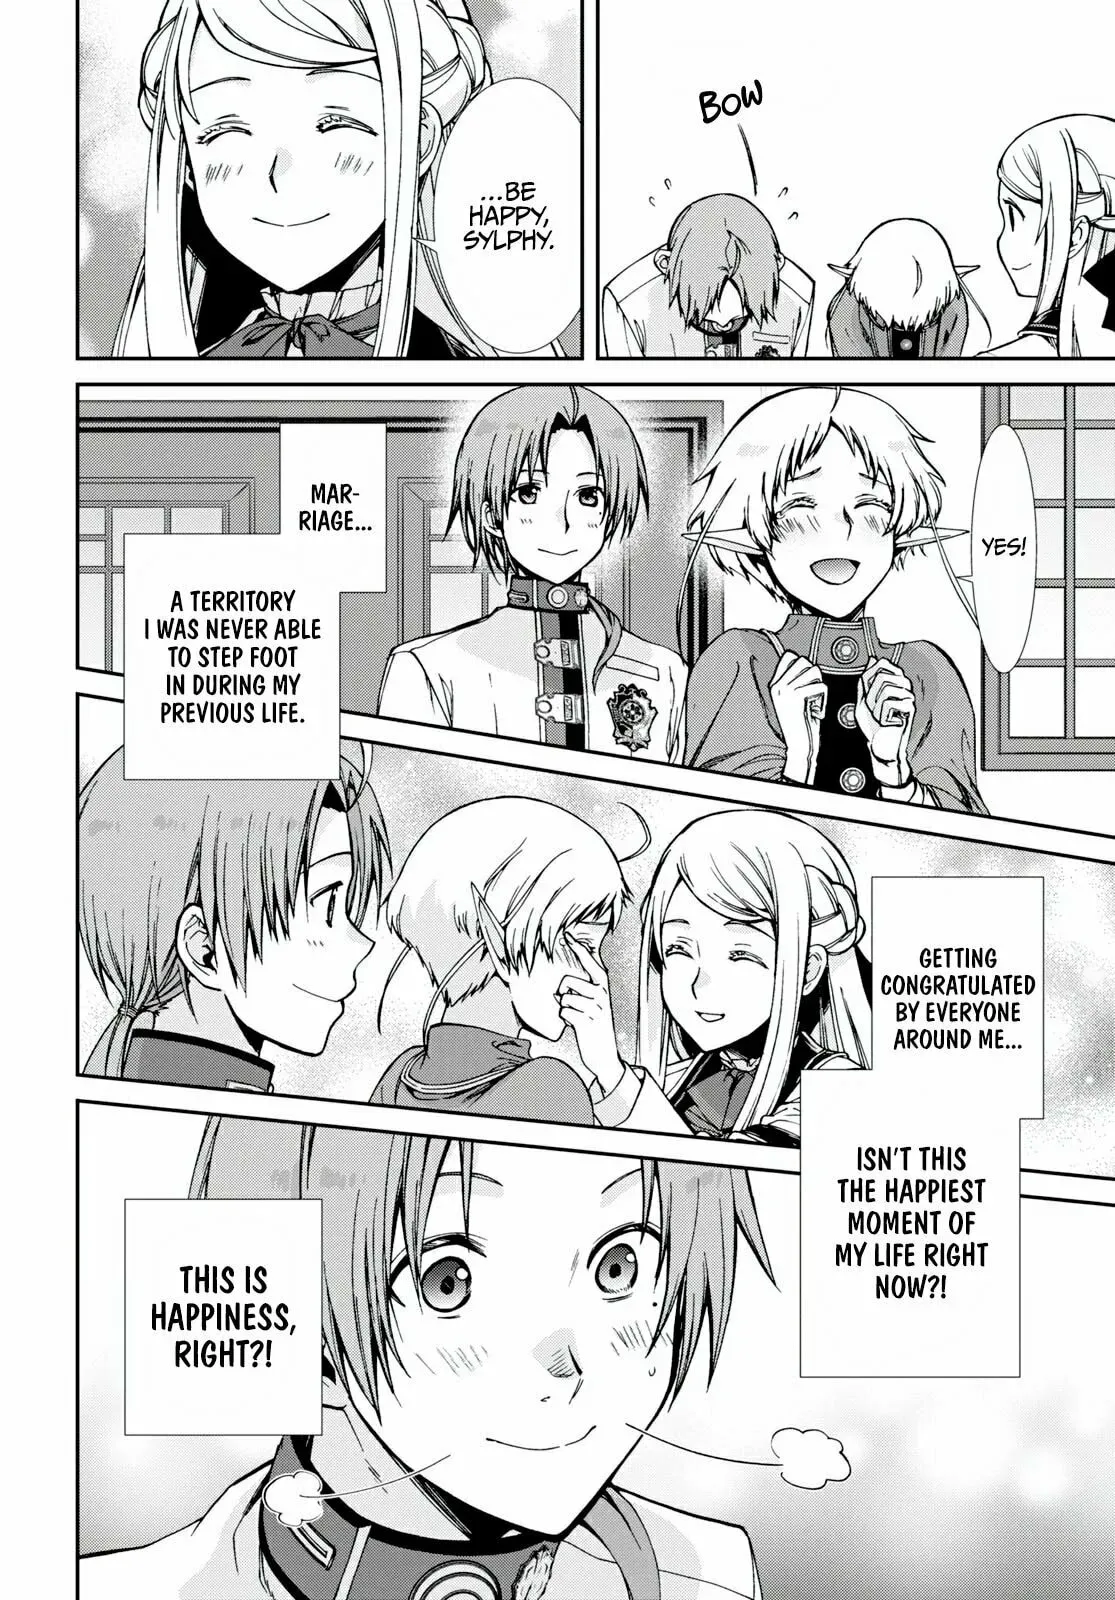 BOW
...BE
HAPPY,
SYLPHY.
YES!
MAR-
RIAGE...
A TERRITORY
I WAS NEVER ABLE
TO STEP FOOT
IN DURING MY
PREVIOUS LIFE.
GETTING
CONGRATULATED
BY EVERYONE
AROUND ME...
ISN'T THIS
THE HAPPIEST
MOMENT OF
MY LIFE RIGHT
NOW?!
THIS IS
HAPPINESS,
RIGHT?!